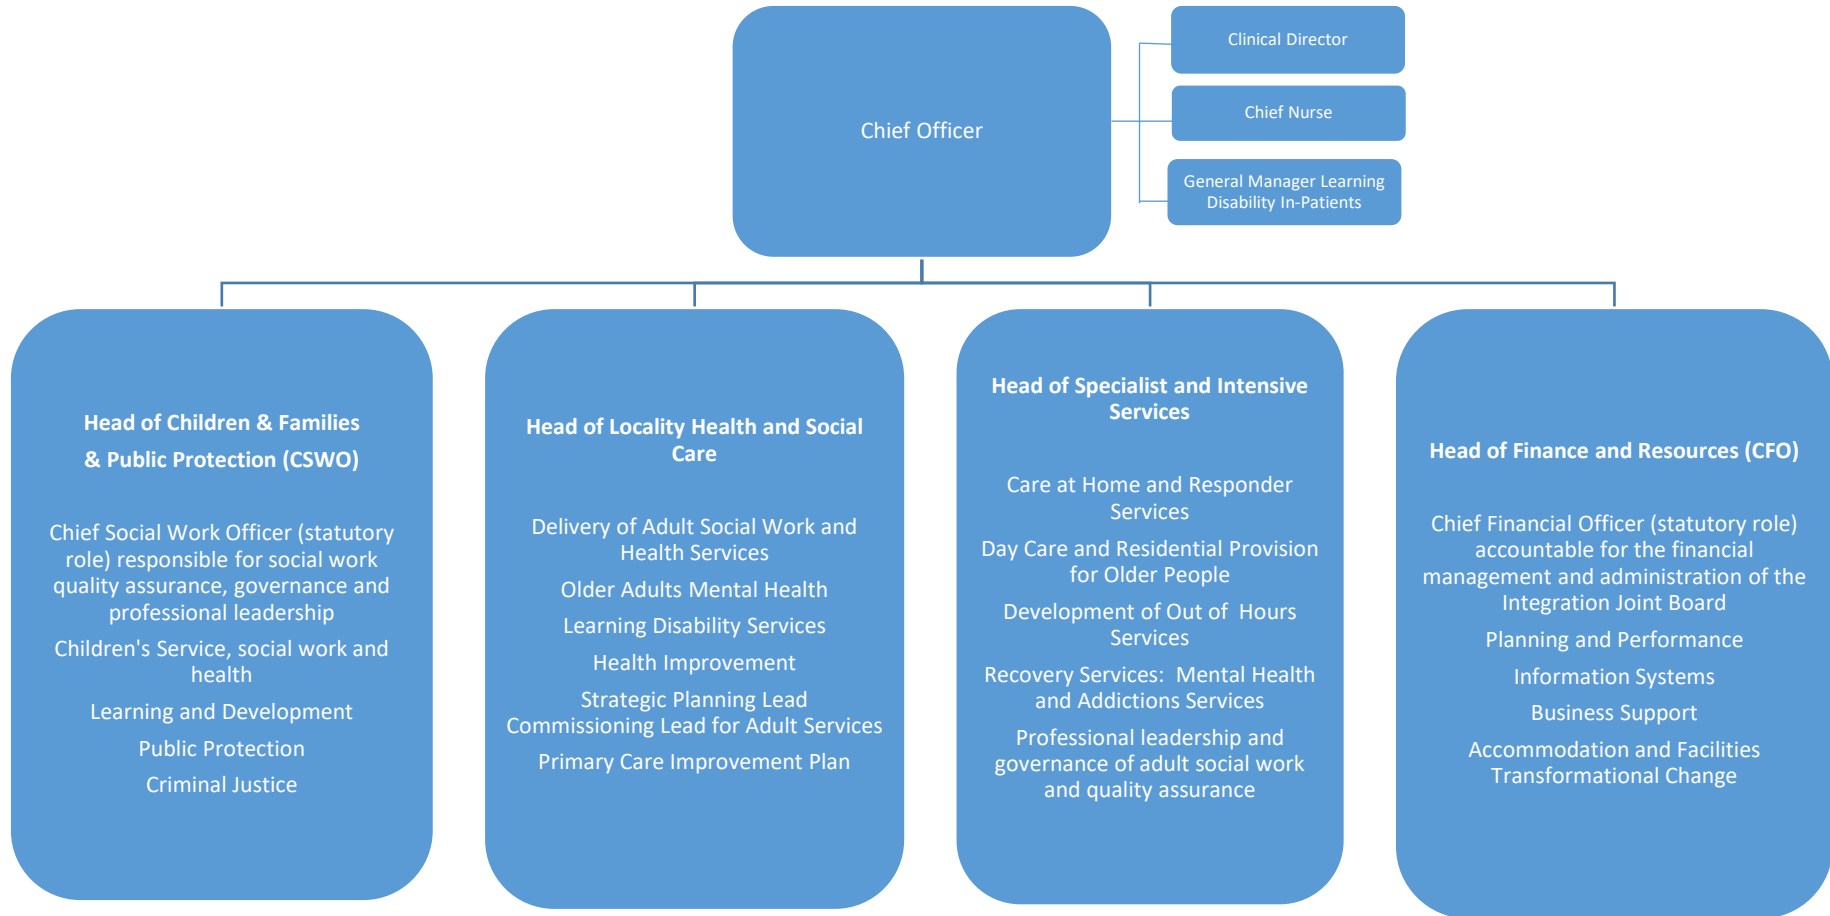 Chief Officer
Clinical Director
Chief Nurse
General Manager Learning
Disability In-Patients
Head of Children & Families
& Public Protection (CSWO)
Chief Social Work Officer (statutory
role) responsible for social work
quality assurance, governance and
professional leadership
Children's Service, social work and
health
Learning and Development
Public Protection
Criminal Justice
Head of Locality Health and Social
Care
Delivery of Adult Social Work and
Health Services
Older Adults Mental Health
Learning Disability Services
Health Improvement
Strategic Planning Lead
Commissioning Lead for Adult Services
Primary Care Improvement Plan
Head of Specialist and Intensive
Services
Care at Home and Responder
Services
Day Care and Residential Provision
for Older People
Development of Out of  Hours
Services
Recovery Services:  Mental Health
and Addictions Services
Professional leadership and
governance of adult social work
and quality assurance
Head of Finance and Resources (CFO)
Chief Financial Officer (statutory role)
accountable for the financial
management and administration of the
Integration Joint Board
Planning and Performance
Information Systems
Business Support
Accommodation and Facilities
Transformational Change